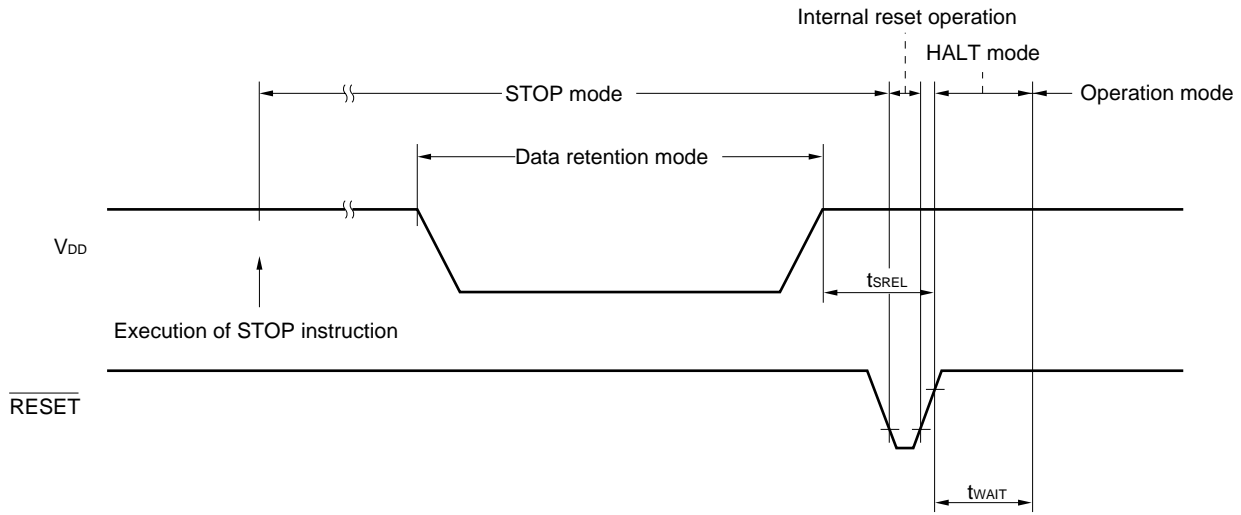 Internal reset operation
HALT mode
STOP mode
Operation mode
Data retention mode
VDD
tSREL
Execution of STOP instruction
RESET
tWAIT